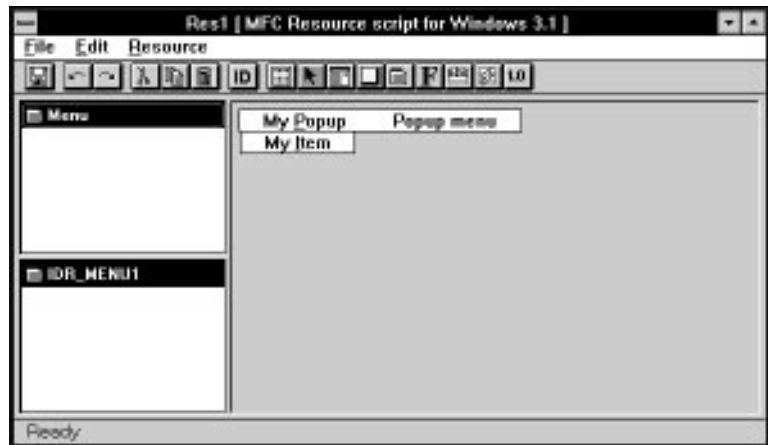 Res1 [ MFC Resource script for Windows 3.1 ]
File Edit Resource
ID 1.0
Menu
My Popup Popup menu
My Item
IDR_MENU1
Ready